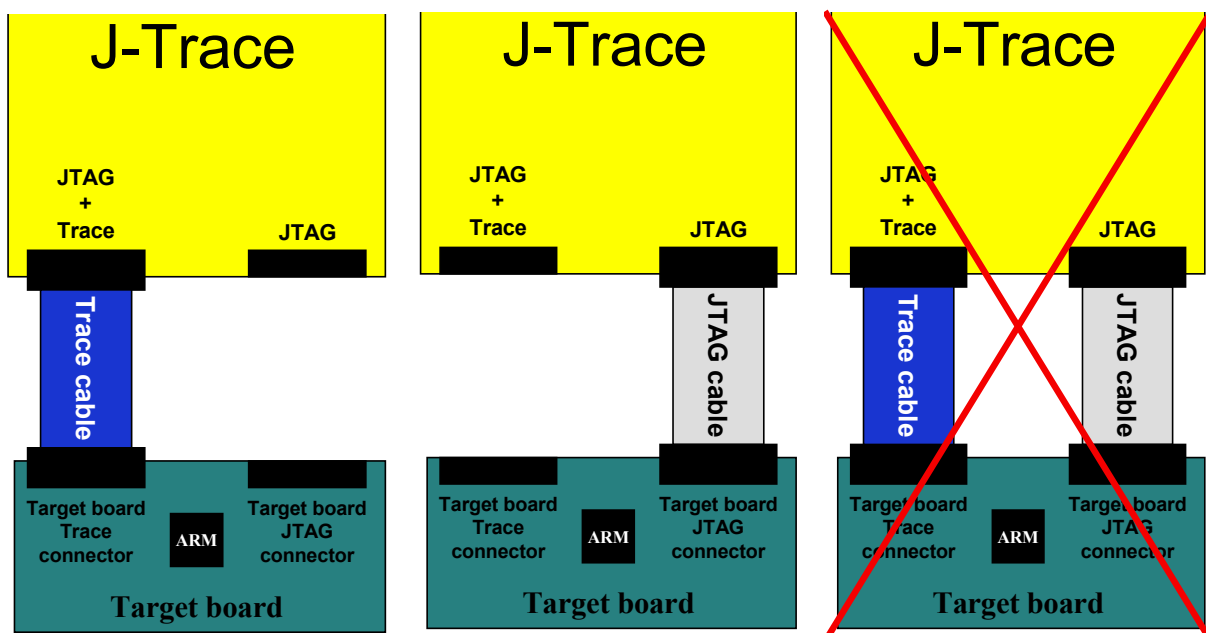 J-Trace
JTAG
+
Trace
JTAG
Trace cable
Target board
Trace
connector
ARM
Target board
JTAG
connector
Target board
J-Trace
JTAG
+
Trace
JTAG
JTAG cable
Target board
Trace
connector
ARM
Target board
JTAG
connector
Target board
J-Trace
JTAG
+
Trace
JTAG
Trace cable
JTAG cable
Target board
Trace
connector
ARM
Target board
JTAG
connector
Target board